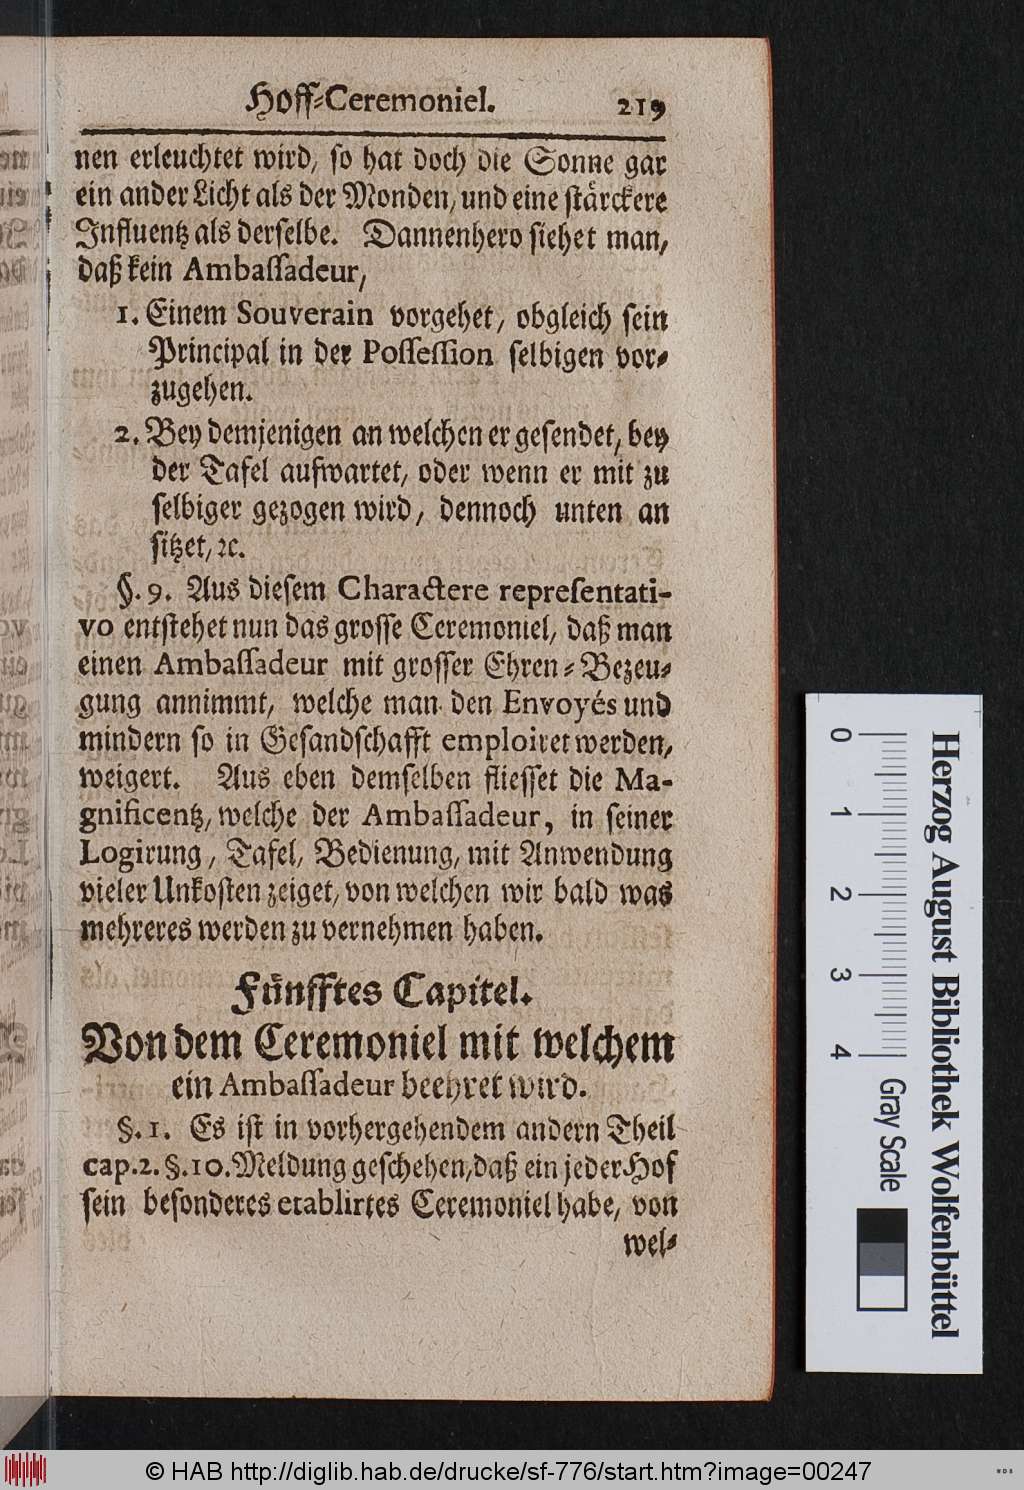 Hoff-Ceremoniel. 219
nen erleuchtet wird, ſo hat doch die Sonne gar
ein ander Licht als der Monden, und eine ſtärckere
Influentz als derſelbe. Dannenhero ſiehet man,
daß kein Ambaſſadeur,
1. Einem Souverain vorgehet, obgleich ſein
Principal in der Poſſeſſion ſelbigen vor-
zugehen.
2. Bey demjenigen an welchen er geſendet, bey
der Tafel aufwartet, oder wenn er mit zu
ſelbiger gezogen wird, dennoch unten an
ſitzet, ꝛc.
§. 9. Aus dieſem Charactere repreſentati-
vo entſtehet nun das groſſe Ceremoniel, daß man
einen Ambaſſadeur mit groſſer Ehren-Bezeu-
gung annimmt, welche man den Envoyés und
mindern ſo in Geſandſchafft emploiret werden,
weigert. Aus eben demſelben flieſſet die Ma-
gnificentz, welche der Ambaſſadeur, in ſeiner
Logirung, Tafel, Bedienung, mit Anwendung
vieler Unkoſten zeiget, von welchen wir bald was
mehreres werden zu vernehmen haben.
Fünfftes Capitel.
Von dem Ceremoniel mit welchem
ein Ambaſſadeur beehret wird.
§. 1. Es iſt in vorhergehendem andern Theil
cap. 2. §. 10. Meldung geſchehen, daß ein jeder Hof
ſein beſonderes etablirtes Ceremoniel habe, von
wel-
0 1 2 3 4 Gray Scale
Herzog August Bibliothek Wolfenbüttel
© HAB http://diglib.hab.de/drucke/sf-776/start.htm?image=00247